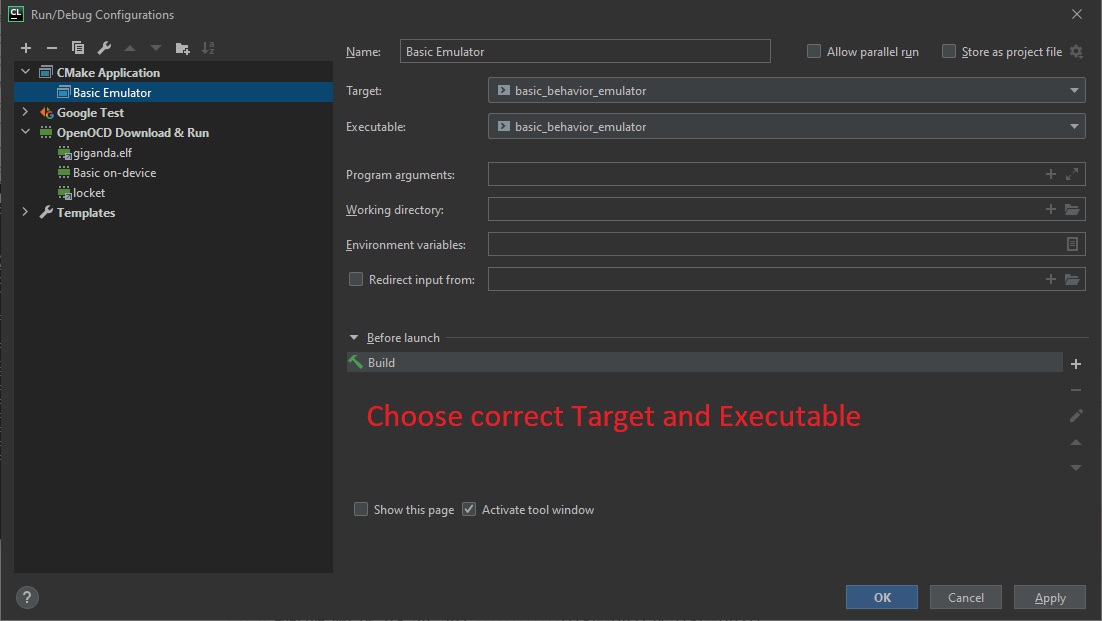 CL Run/Debug Configurations
Name: Basic Emulator Allow parallel run Store as project file
CMake Application
Basic Emulator
Google Test
OpenOCD Download & Run
giganda.elf
Basic on-device
locket
Templates
Target: basic_behavior_emulator
Executable: basic_behavior_emulator
Program arguments:
Working directory:
Environment variables:
Redirect input from:
Before launch
Build
Choose correct Target and Executable
Show this page Activate tool window
? OK Cancel Apply